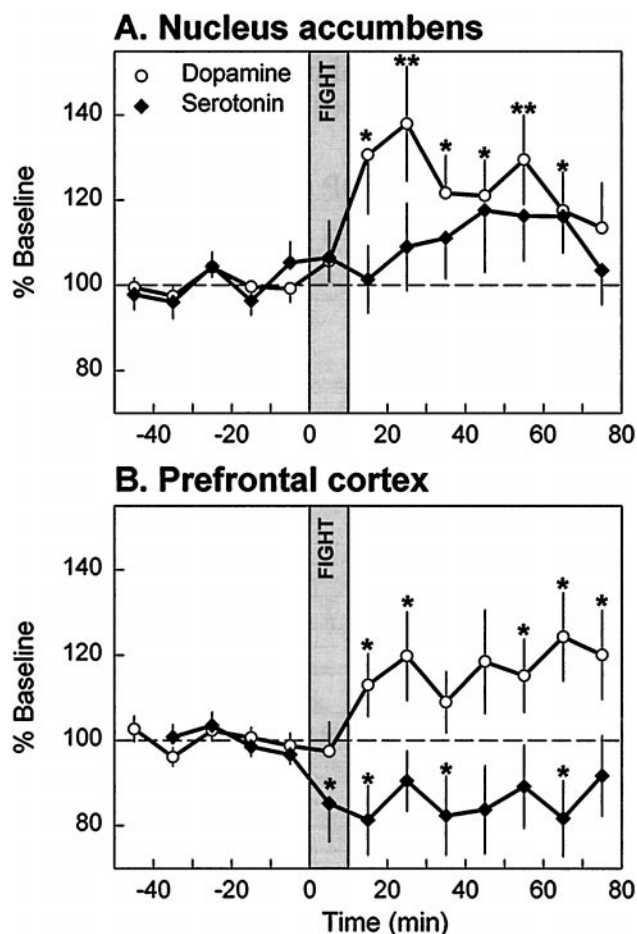 A. Nucleus accumbens
Dopamine
Serotonin
FIGHT
**
*
*
*
**
*
% Baseline
140
120
100
80
-40 -20 0 20 40 60 80
B. Prefrontal cortex
FIGHT
*
*
*
*
*
*
*
*
*
% Baseline
140
120
100
80
-40 -20 0 20 40 60 80
Time (min)